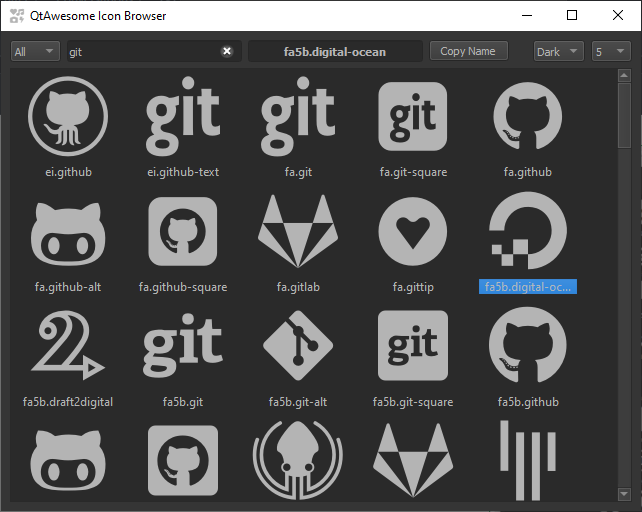 QtAwesome Icon Browser
All git fa5b.digital-ocean Copy Name Dark 5
git git git
ei.github ei.github-text fa.git fa.git-square fa.github
fa.github-alt fa.github-square fa.gitlab fa.gittip fa5b.digital-oc...
git git
fa5b.draft2digital fa5b.git fa5b.git-alt fa5b.git-square fa5b.github